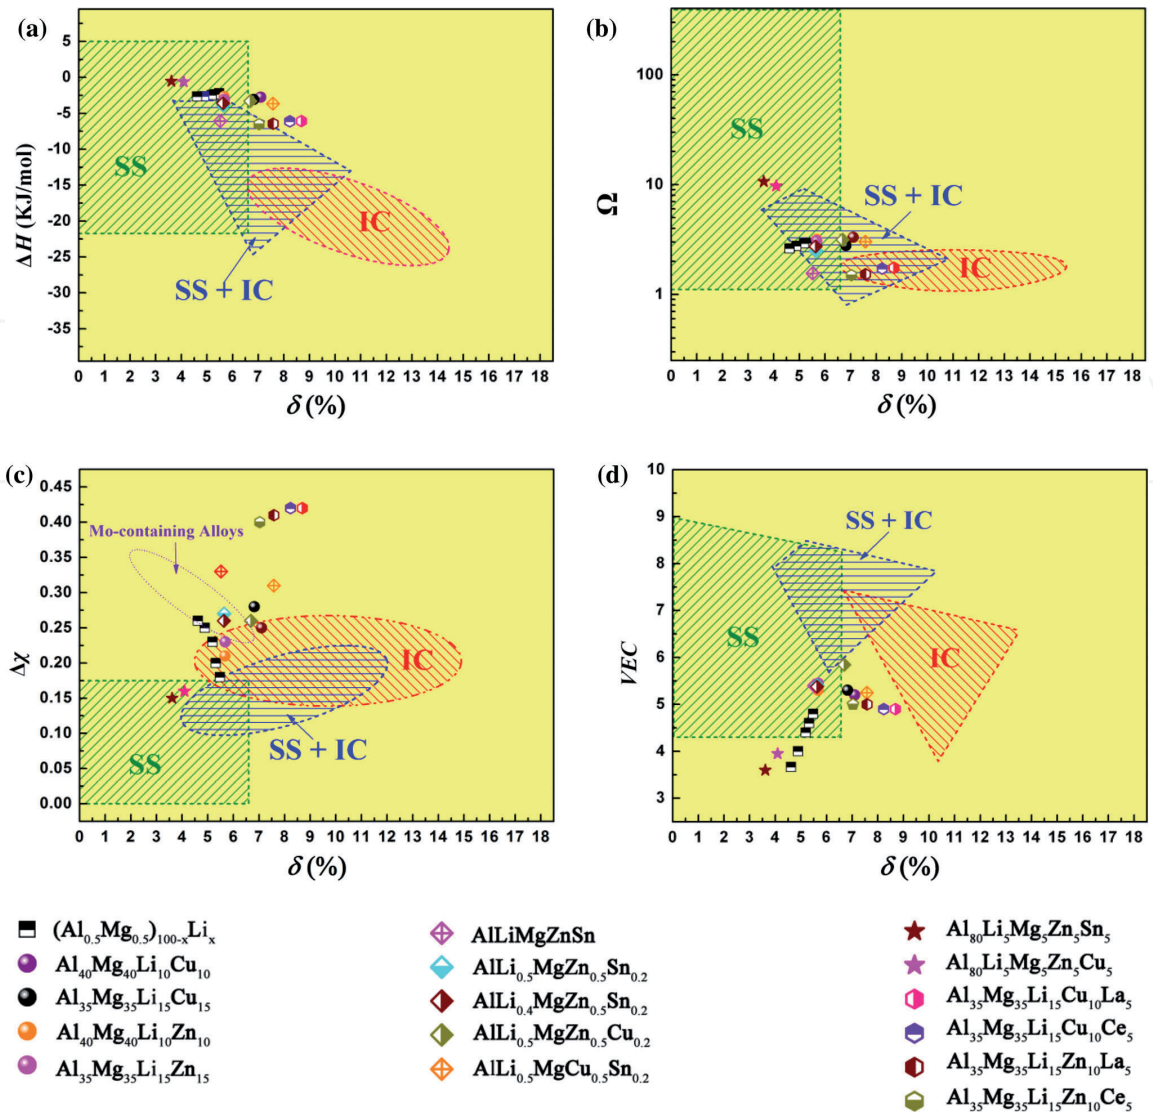 (a)
5
0
-5
-10
-15
-20
-25
-30
-35
ΔH (KJ/mol)
SS
SS + IC
IC
0 1 2 3 4 5 6 7 8 9 10 11 12 13 14 15 16 17 18
δ (%)
(b)
100
10
1
Ω
SS
SS + IC
IC
0 1 2 3 4 5 6 7 8 9 10 11 12 13 14 15 16 17 18
δ (%)
(c)
0.45
0.40
0.35
0.30
0.25
0.20
0.15
0.10
0.05
0.00
Δχ
Mo-containing Alloys
IC
SS + IC
SS
0 1 2 3 4 5 6 7 8 9 10 11 12 13 14 15 16 17 18
δ (%)
(d)
10
9
8
7
6
5
4
3
VEC
SS + IC
SS
IC
0 1 2 3 4 5 6 7 8 9 10 11 12 13 14 15 16 17 18
δ (%)
(Al₀.₅Mg₀.₅)₁₀₀₋ₓLiₓ
Al₄₀Mg₄₀Li₁₀Cu₁₀
Al₃₅Mg₃₅Li₁₅Cu₁₅
Al₄₀Mg₄₀Li₁₀Zn₁₀
Al₃₅Mg₃₅Li₁₅Zn₁₅
AlLiMgZnSn
AlLi₀.₅MgZn₀.₅Sn₀.₂
AlLi₀.₄MgZn₀.₅Sn₀.₂
AlLi₀.₅MgZn₀.₅Cu₀.₂
AlLi₀.₅MgCu₀.₅Sn₀.₂
Al₈₀Li₅Mg₅Zn₅Sn₅
Al₈₀Li₅Mg₅Zn₅Cu₅
Al₃₅Mg₃₅Li₁₅Cu₁₀La₅
Al₃₅Mg₃₅Li₁₅Cu₁₀Ce₅
Al₃₅Mg₃₅Li₁₅Zn₁₀La₅
Al₃₅Mg₃₅Li₁₅Zn₁₀Ce₅